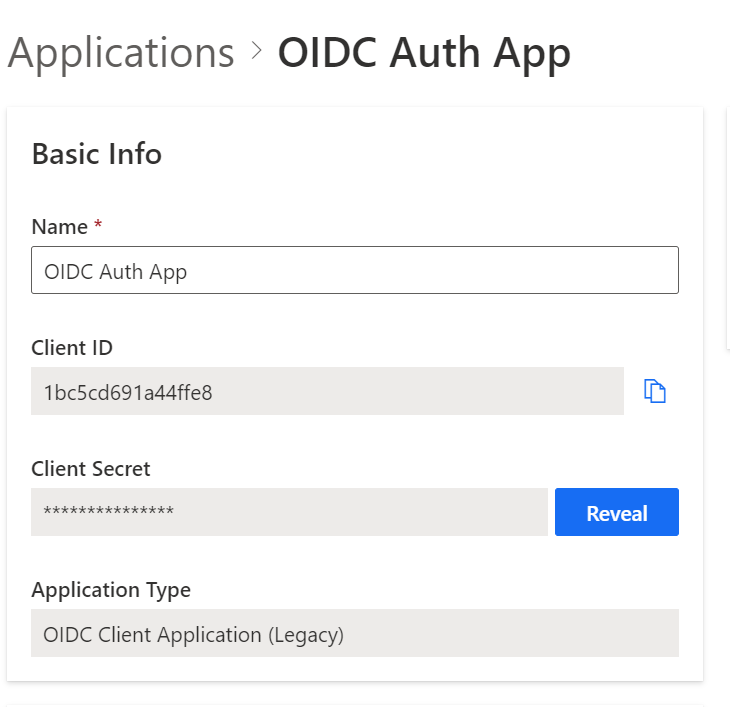 Applications > OIDC Auth App
Basic Info
Name *
OIDC Auth App
Client ID
1bc5cd691a44ffe8
Client Secret
***************
Reveal
Application Type
OIDC Client Application (Legacy)